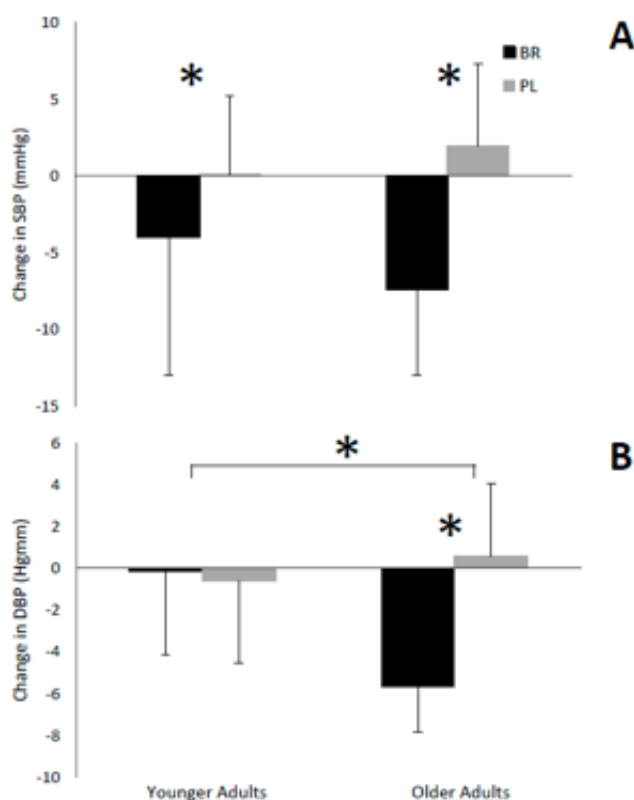 A
BR
PL
*
*
Change in SBP (mmHg)
10
5
0
-5
-10
-15
B
*
*
Change in DBP (Hgmm)
6
4
2
0
-2
-4
-6
-8
-10
Younger Adults
Older Adults